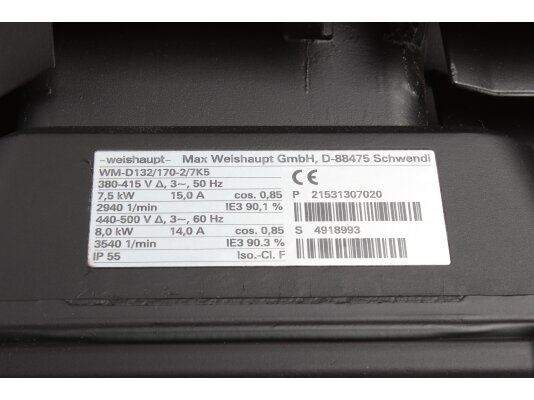 -weishaupt- Max Weishaupt GmbH, D-88475 Schwendi
WM-D132/170-2/7K5
380-415 V Δ, 3~, 50 Hz CE
7,5 kW 15,0 A cos. 0,85 P 21531307020
2940 1/min IE3 90,1 %
440-500 V Δ, 3~, 60 Hz
8,0 kW 14,0 A cos. 0,85 S 4918993
3540 1/min IE3 90.3 %
IP 55 Iso.-Cl. F